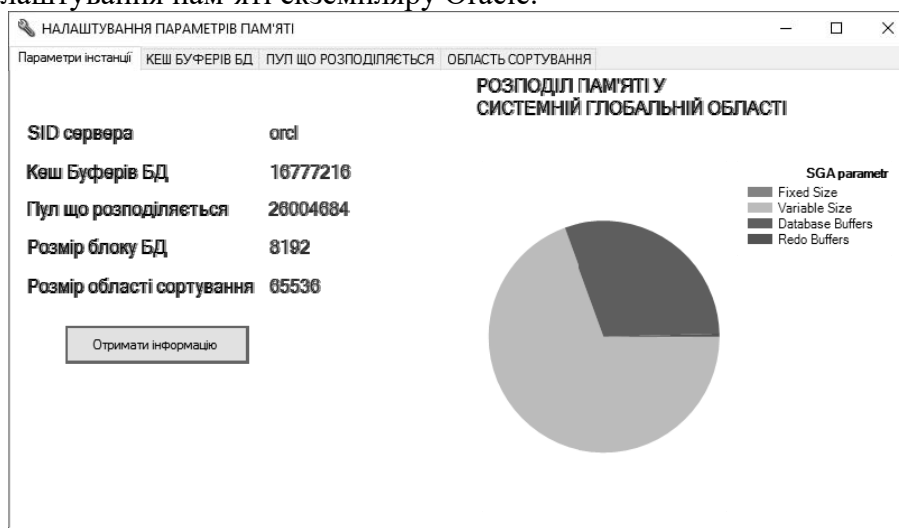 лаштування пам'яті екземпляру Oracle.
НАЛАШТУВАННЯ ПАРАМЕТРІВ ПАМ'ЯТІ
Параметри інстанції КЕШ БУФЕРІВ БД ПУЛ ЩО РОЗПОДІЛЯЄТЬСЯ ОБЛАСТЬ СОРТУВАННЯ
РОЗПОДІЛ ПАМ'ЯТІ У
СИСТЕМНІЙ ГЛОБАЛЬНІЙ ОБЛАСТІ
SID сервера orcl
Кеш Буферів БД 16777216
Пул що розподіляється 26004684
Розмір блоку БД 8192
Розмір області сортування 65536
Отримати інформацію
SGA parametr
Fixed Size
Variable Size
Database Buffers
Redo Buffers